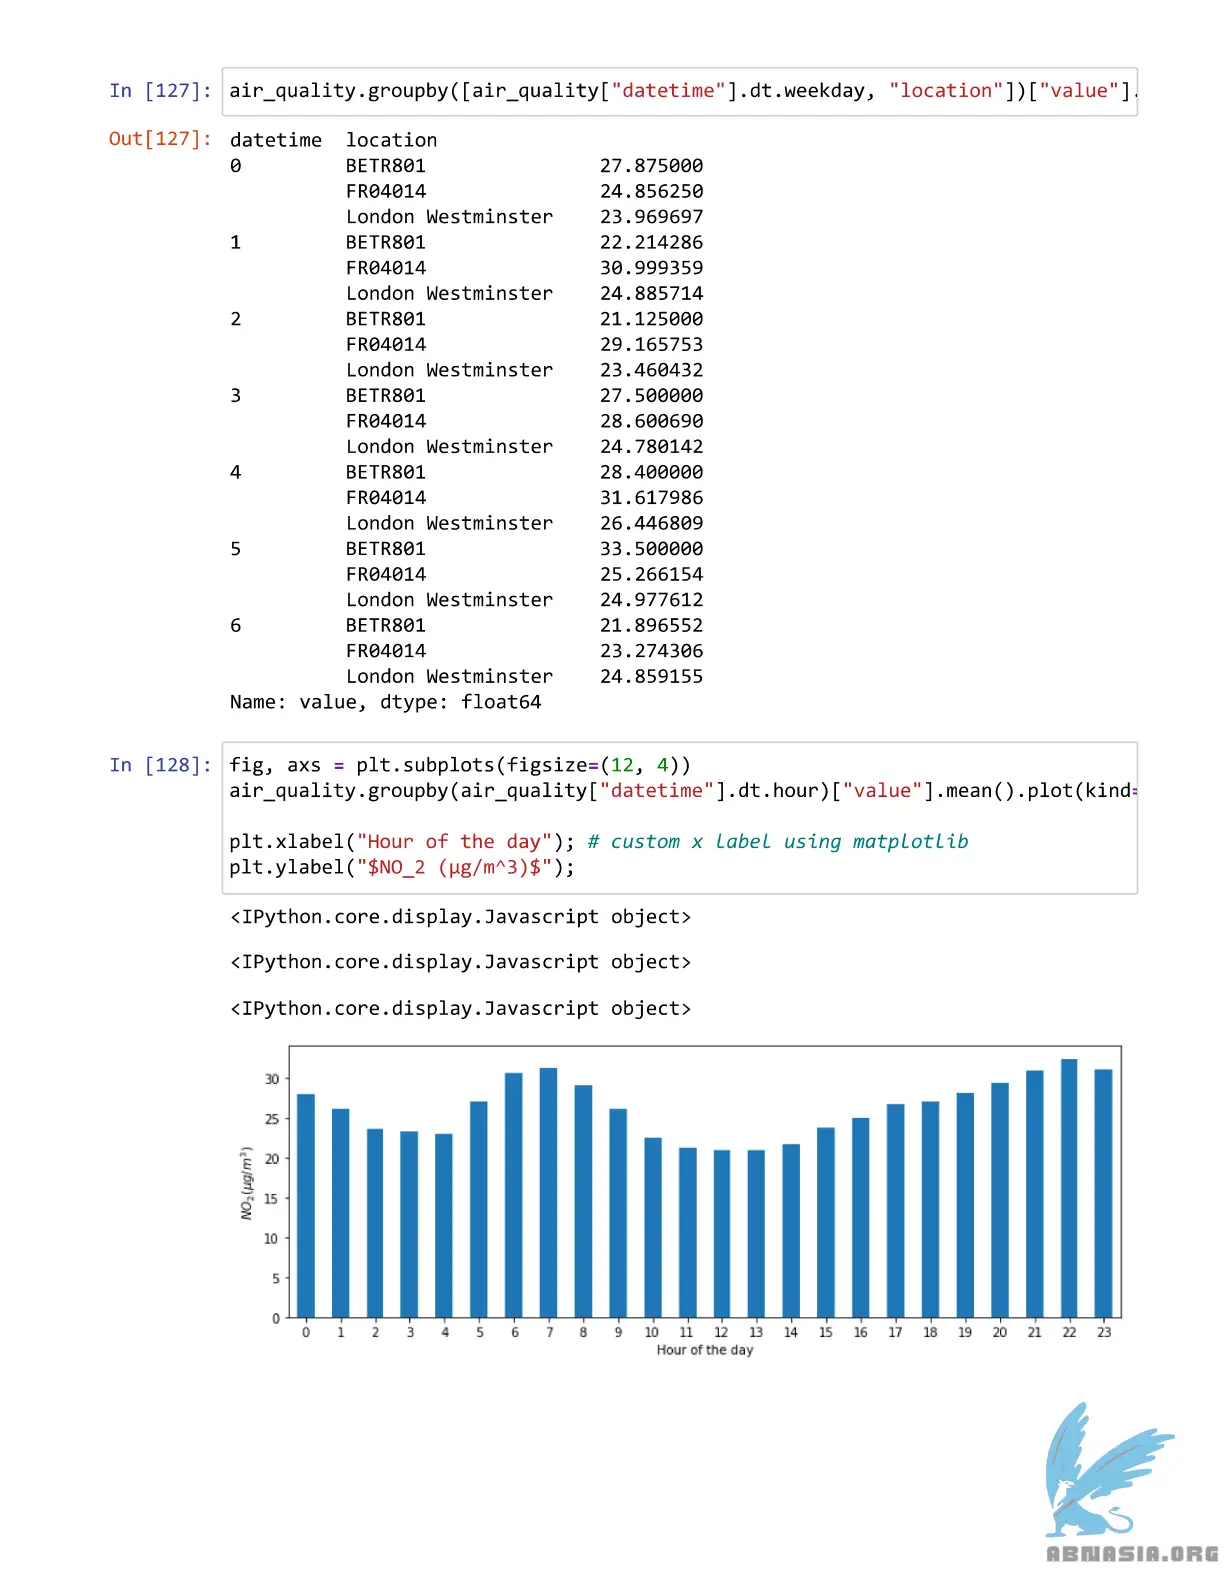 In [127]: air_quality.groupby([air_quality["datetime"].dt.weekday, "location"])["value"].
Out[127]: datetime  location
0         BETR801               27.875000
          FR04014               24.856250
          London Westminster    23.969697
1         BETR801               22.214286
          FR04014               30.999359
          London Westminster    24.885714
2         BETR801               21.125000
          FR04014               29.165753
          London Westminster    23.460432
3         BETR801               27.500000
          FR04014               28.600690
          London Westminster    24.780142
4         BETR801               28.400000
          FR04014               31.617986
          London Westminster    26.446809
5         BETR801               33.500000
          FR04014               25.266154
          London Westminster    24.977612
6         BETR801               21.896552
          FR04014               23.274306
          London Westminster    24.859155
Name: value, dtype: float64
In [128]: fig, axs = plt.subplots(figsize=(12, 4))
air_quality.groupby(air_quality["datetime"].dt.hour)["value"].mean().plot(kind=
plt.xlabel("Hour of the day"); # custom x label using matplotlib
plt.ylabel("$NO_2 (µg/m^3)$");
<IPython.core.display.Javascript object>
<IPython.core.display.Javascript object>
<IPython.core.display.Javascript object>
30
25
20
15
10
5
0
NO₂(µg/m³)
0 1 2 3 4 5 6 7 8 9 10 11 12 13 14 15 16 17 18 19 20 21 22 23
Hour of the day
ABNASIA.ORG